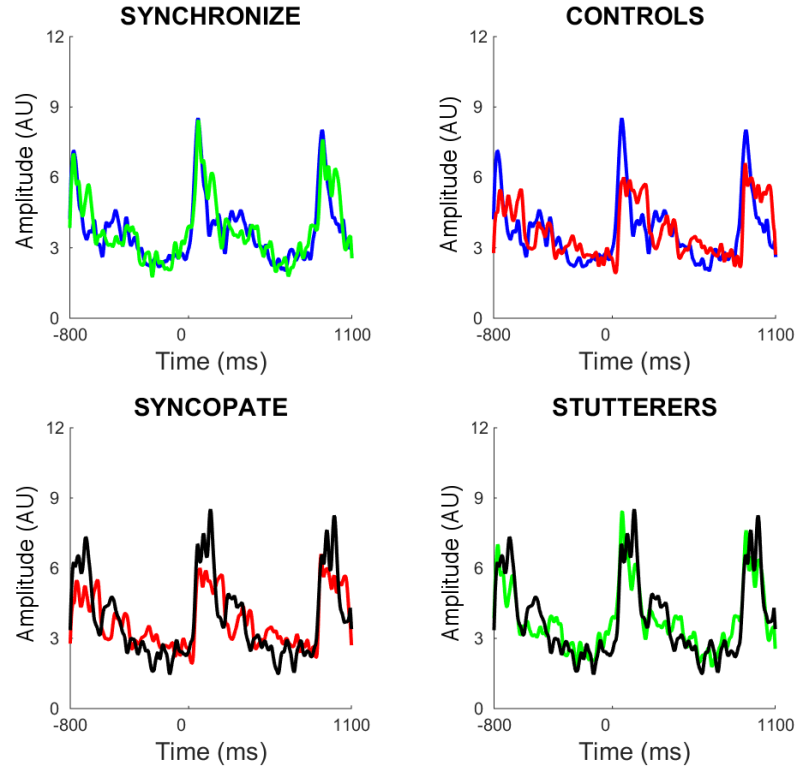 SYNCHRONIZE
12
9
6
3
0
Amplitude (AU)
-800
0
1100
Time (ms)
CONTROLS
12
9
6
3
0
Amplitude (AU)
-800
0
1100
Time (ms)
SYNCOPATE
12
9
6
3
0
Amplitude (AU)
-800
0
1100
Time (ms)
STUTTERERS
12
9
6
3
0
Amplitude (AU)
-800
0
1100
Time (ms)